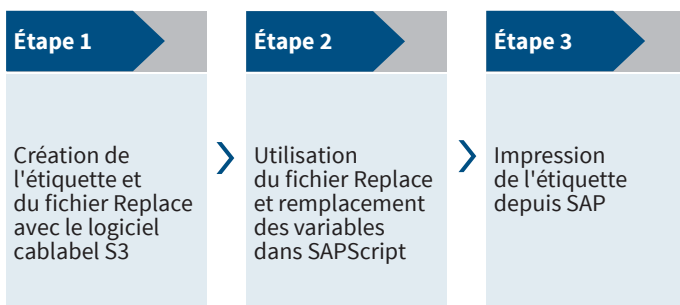 Étape 1
Création de
l'étiquette et
du fichier Replace
avec le logiciel
cablabel S3
Étape 2
Utilisation
du fichier Replace
et remplacement
des variables
dans SAPScript
Étape 3
Impression
de l'étiquette
depuis SAP